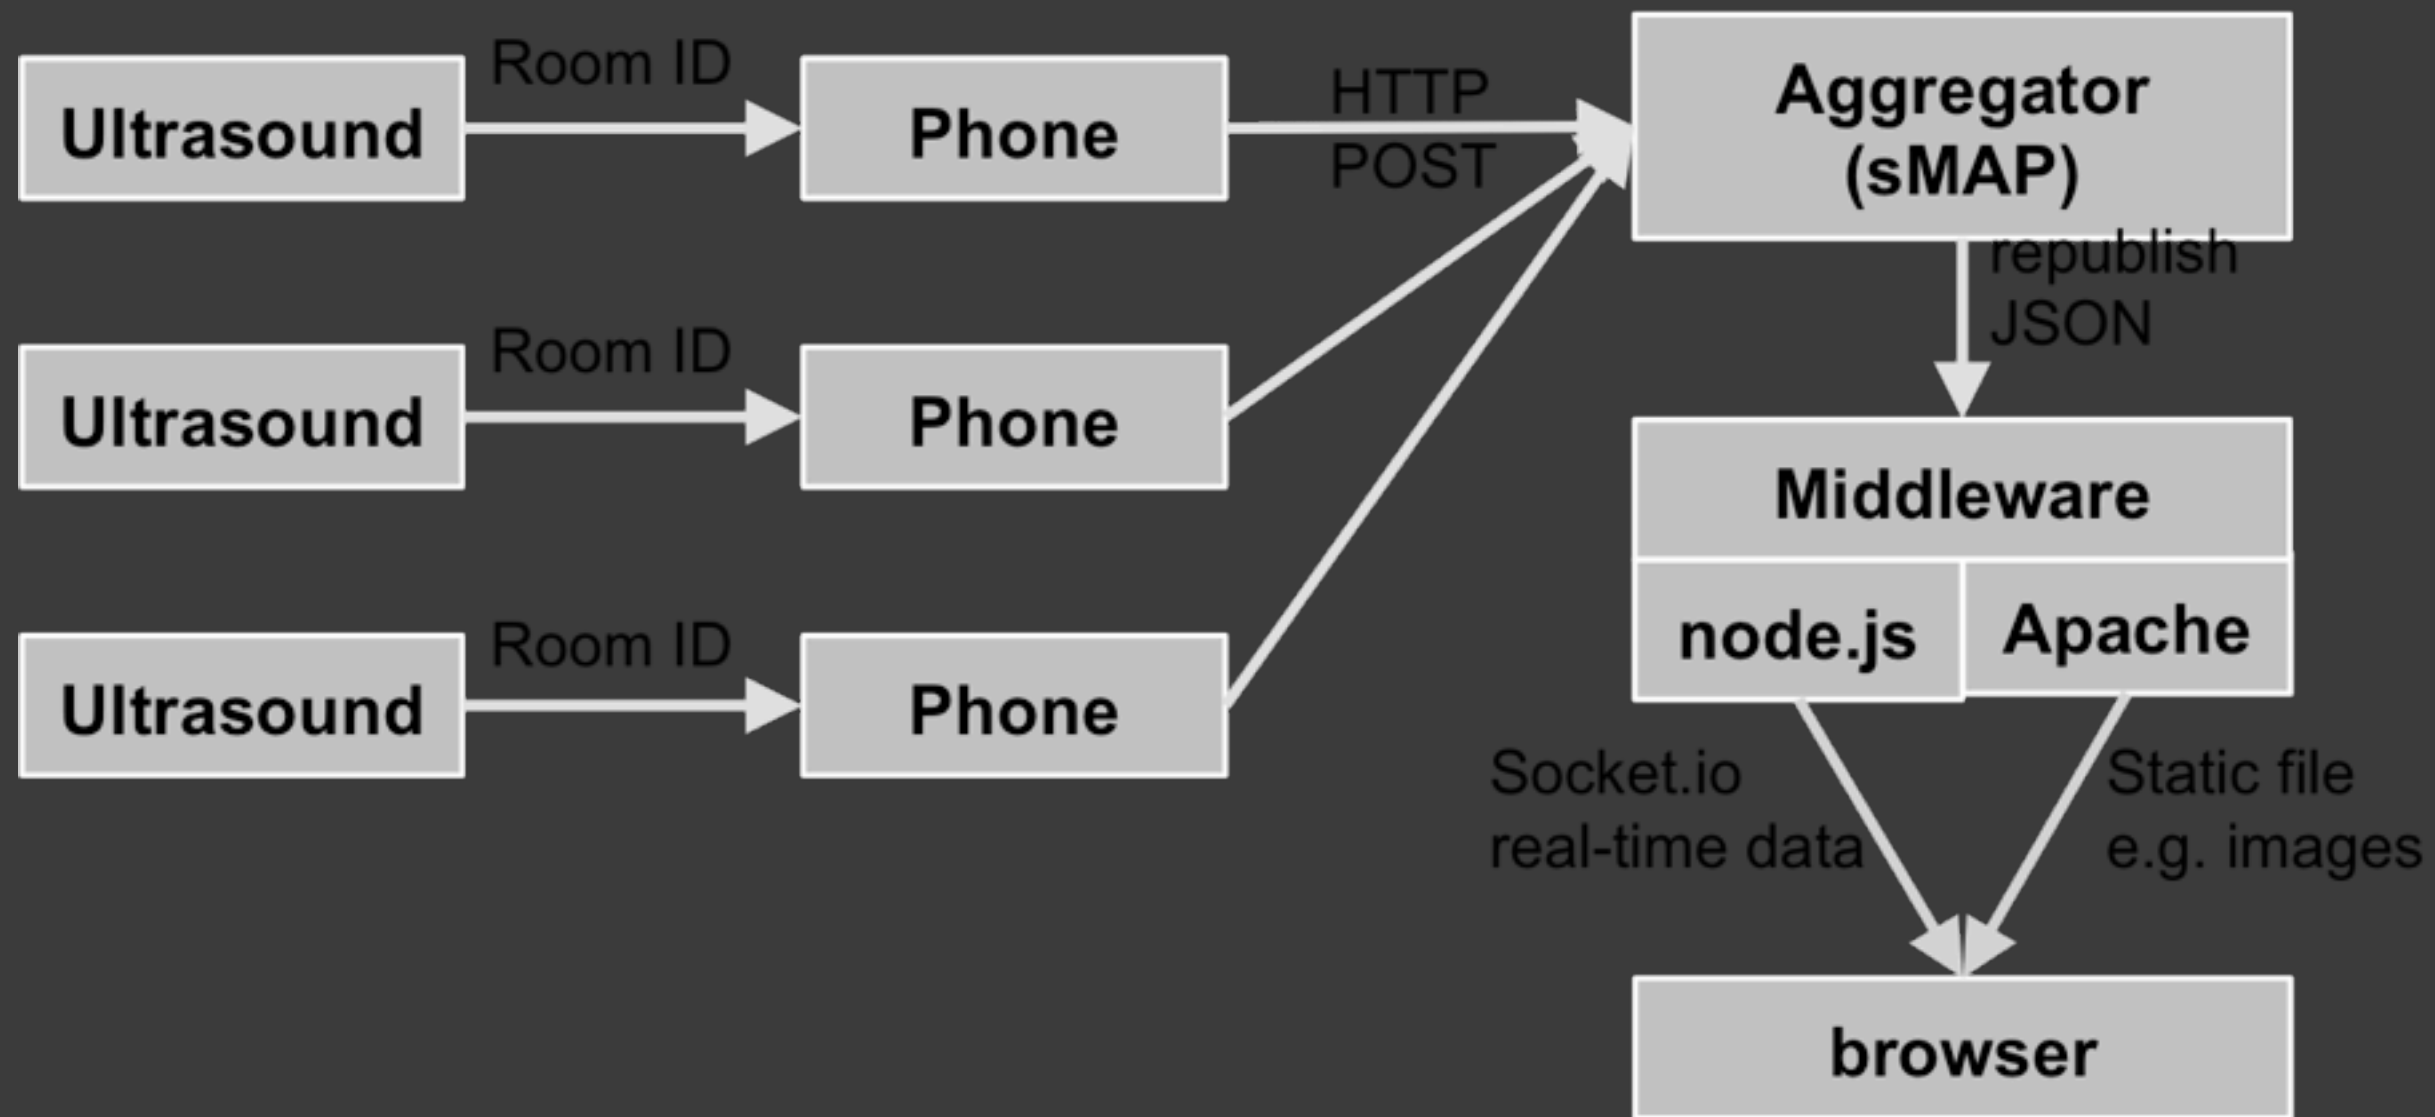 Ultrasound
Room ID
Phone
HTTP
POST
Aggregator
(sMAP)
republish
JSON
Ultrasound
Room ID
Phone
Middleware
node.js
Apache
Ultrasound
Room ID
Phone
Socket.io
real-time data
Static file
e.g. images
browser